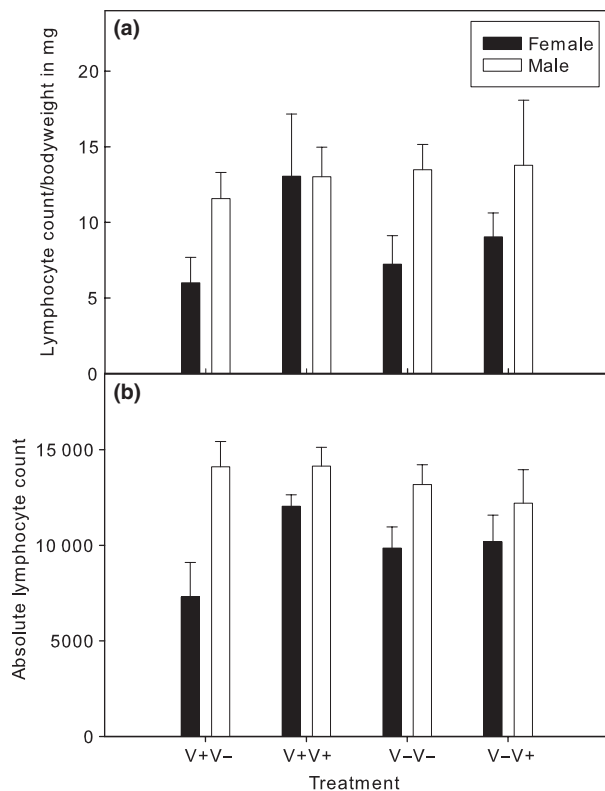 (a)
Female
Male
Lymphocyte count/bodyweight in mg
20
15
10
5
0
(b)
Absolute lymphocyte count
15 000
10 000
5000
0
V+V– V+V+ V–V– V–V+
Treatment